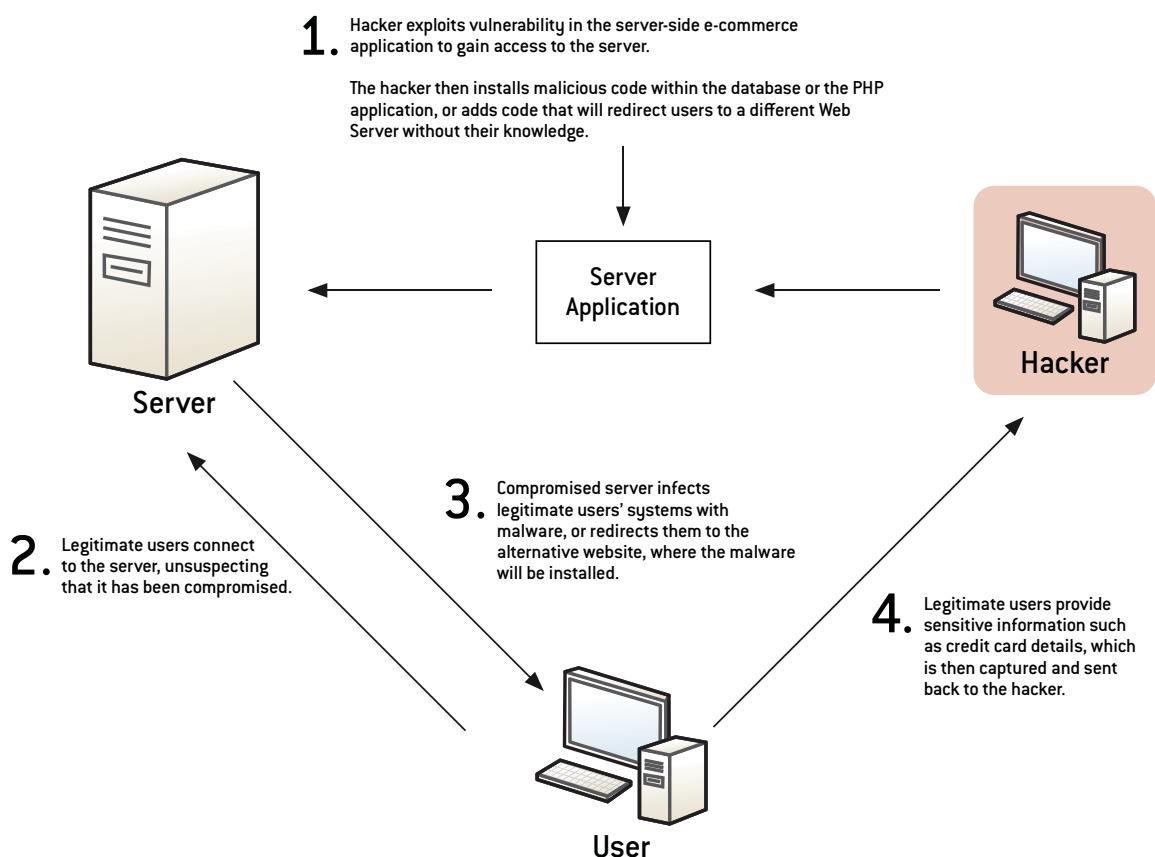 1.
Hacker exploits vulnerability in the server-side e-commerce
application to gain access to the server.
The hacker then installs malicious code within the database or the PHP
application, or adds code that will redirect users to a different Web
Server without their knowledge.
Server
Application
Hacker
Server
2.
Legitimate users connect
to the server, unsuspecting
that it has been compromised.
3.
Compromised server infects
legitimate users’ systems with
malware, or redirects them to the
alternative website, where the malware
will be installed.
4.
Legitimate users provide
sensitive information such
as credit card details, which
is then captured and sent
back to the hacker.
User